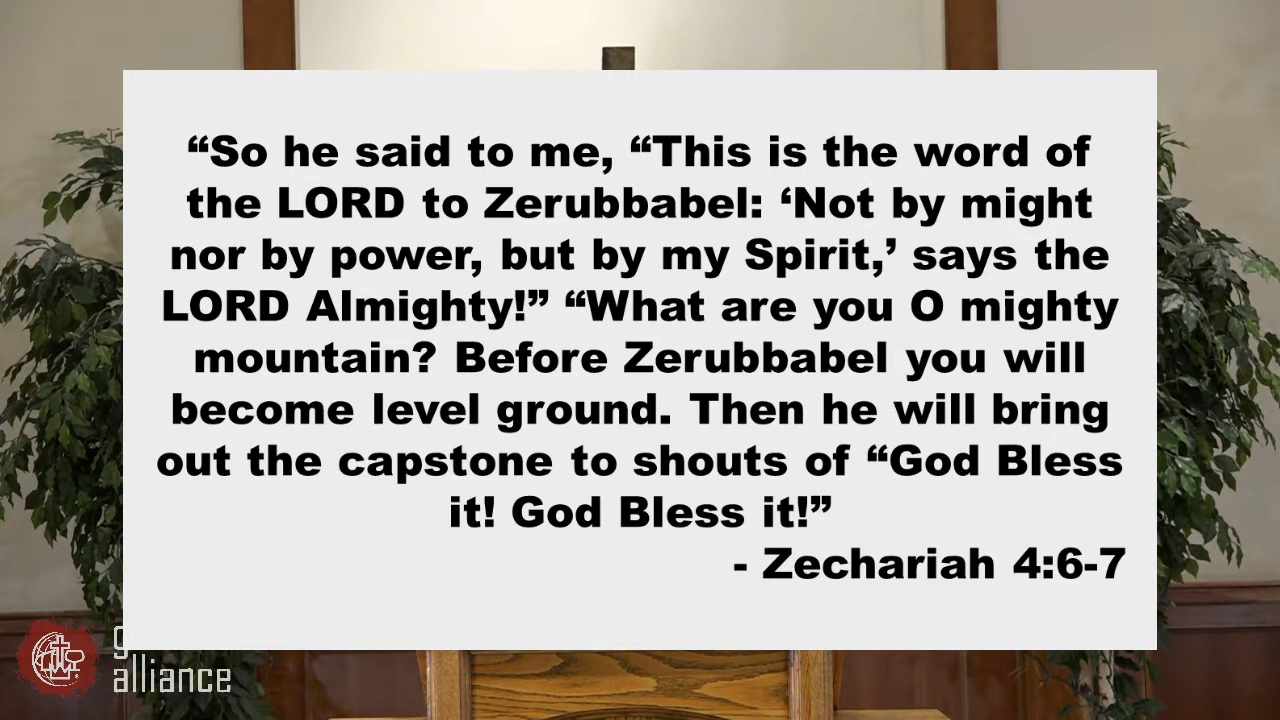 “So he said to me, “This is the word of
the LORD to Zerubbabel: ‘Not by might
nor by power, but by my Spirit,’ says the
LORD Almighty!” “What are you O mighty
mountain? Before Zerubbabel you will
become level ground. Then he will bring
out the capstone to shouts of “God Bless
it! God Bless it!”
- Zechariah 4:6-7
alliance